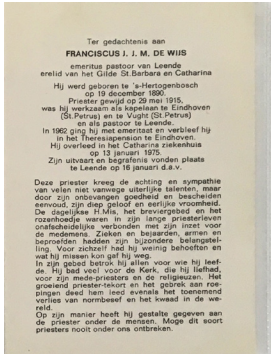 Ter gedachtenis aan
FRANCISCUS J. J. M. DE WIJS
emeritus pastoor van Leende
erelid van het Gilde St. Barbara en Catharina
Hij werd geboren te 's-Hertogenbosch
op 19 december 1890.
Priester gewijd op 29 mei 1915,
was hij werkzaam als kapelaan te Eindhoven
(St.Petrus) en te Vught (St.Petrus)
en als pastoor te Leende.
In 1962 ging hij met emeritaat en verbleef hij
in het Theresiapension te Eindhoven.
Hij overleed in het Catharina ziekenhuis
op 13 januari 1975.
Zijn uitvaart en begrafenis vonden plaats
te Leende op 16 januari d.a.v.
Deze priester kreeg de achting en sympathie
van velen niet vanwege uiterlijke talenten, maar
door zijn onbevangen goedheid en bescheiden
eenvoud, zijn diep geloof en eerlijke vroomheid.
De dagelijkse H.Mis, het breviergebed en het
rozenhoedje waren in zijn lange priesterleven
onafscheidelijk verbonden met zijn inzet voor
de medemens. Zieken en bejaarden, armen en
beproefden hadden zijn bijzondere belangstel-
ling. Voor zichzelf had hij weinig behoeften en
wat hij missen kon gaf hij weg.
In zijn gebed betrok hij allen voor wie hij leef-
de. Hij bad veel voor de Kerk, die hij liefhad,
voor zijn mede-priesters en de religieuzen. Het
groeiend priester-tekort en het gebrek aan roe-
pingen deed hem leed evenals het toenemend
verlies van normbesef en het kwaad in de we-
reld.
Op zijn manier heeft hij gestalte gegeven aan
de priester onder de mensen. Moge dit soort
priesters nooit onder ons ontbreken.